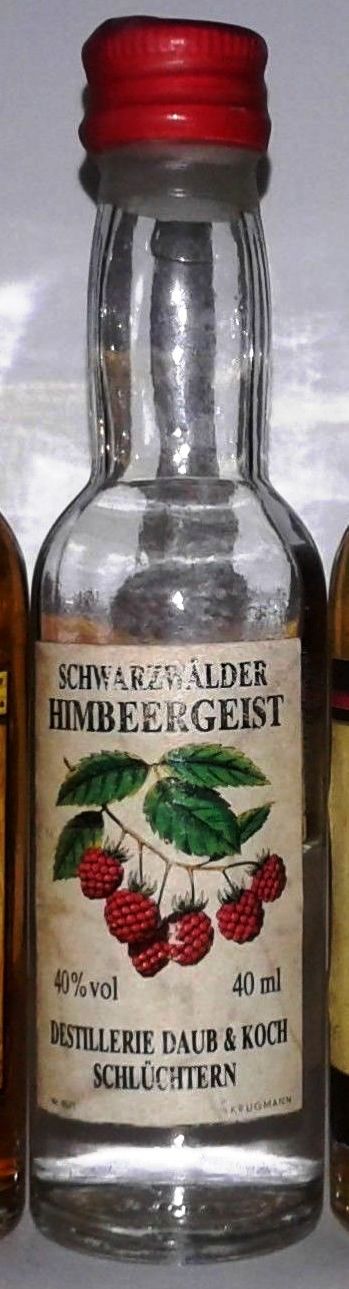 SCHWARZWÄLDER
HIMBEERGEIST
40% vol 40 ml
DESTILLERIE DAUB & KOCH
SCHLÜCHTERN
KRUGMANN